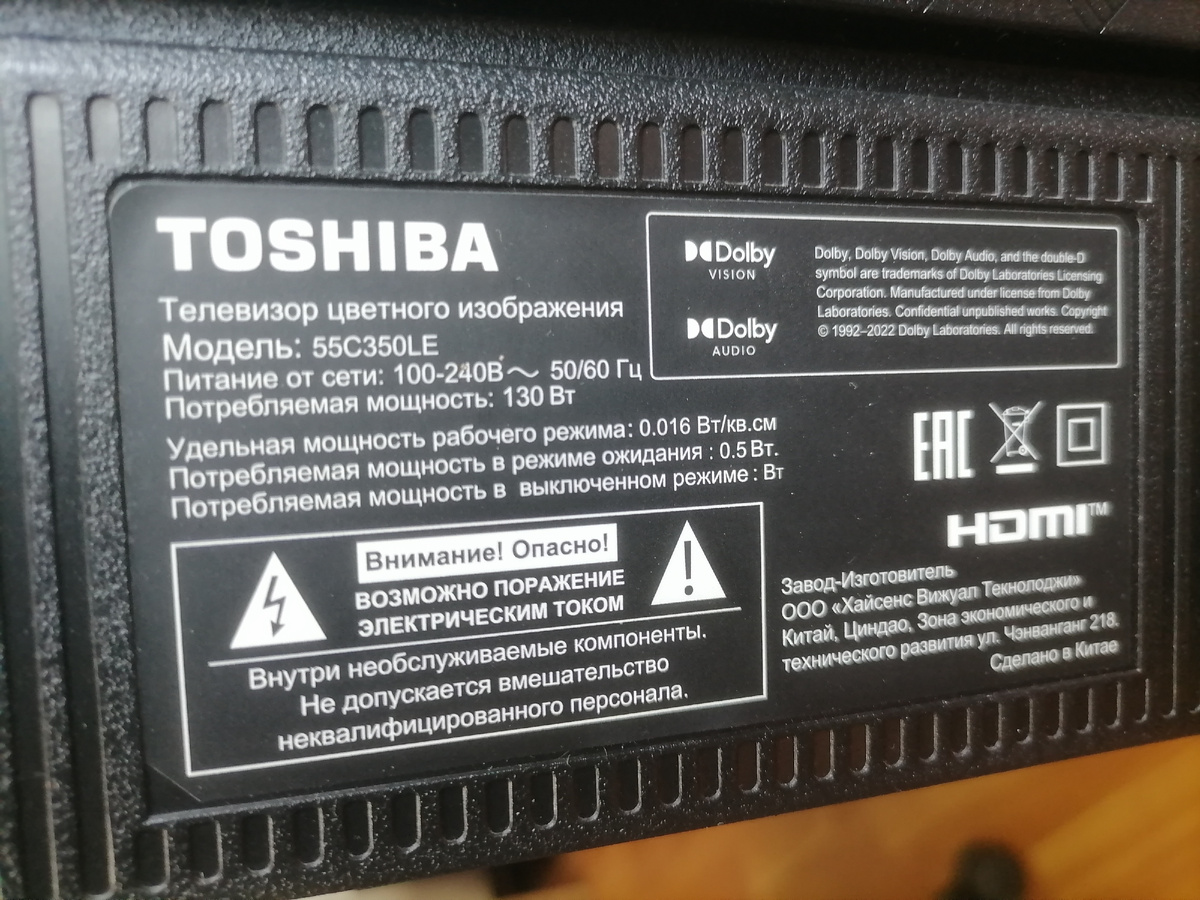 TOSHIBA
Телевизор цветного изображения
Модель: 55C350LE
Питание от сети: 100-240В～ 50/60 Гц
Потребляемая мощность: 130 Вт
Удельная мощность рабочего режима: 0.016 Вт/кв.см
Потребляемая мощность в режиме ожидания : 0.5 Вт.
Потребляемая мощность в выключенном режиме : Вт
Dolby
VISION
Dolby
AUDIO
Dolby, Dolby Vision, Dolby Audio, and the double-D
symbol are trademarks of Dolby Laboratories Licensing
Corporation. Manufactured under license from Dolby
Laboratories. Confidential unpublished works. Copyright
© 1992–2022 Dolby Laboratories. All rights reserved.
EAC
HDMI™
Внимание! Опасно!
ВОЗМОЖНО ПОРАЖЕНИЕ
ЭЛЕКТРИЧЕСКИМ ТОКОМ
Внутри необслуживаемые компоненты.
Не допускается вмешательство
неквалифицированного персонала.
Завод-Изготовитель
ООО «Хайсенс Вижуал Текнолоджи»
Китай, Циндао, Зона экономического и
технического развития ул. Чэнванганг 218.
Сделано в Китае